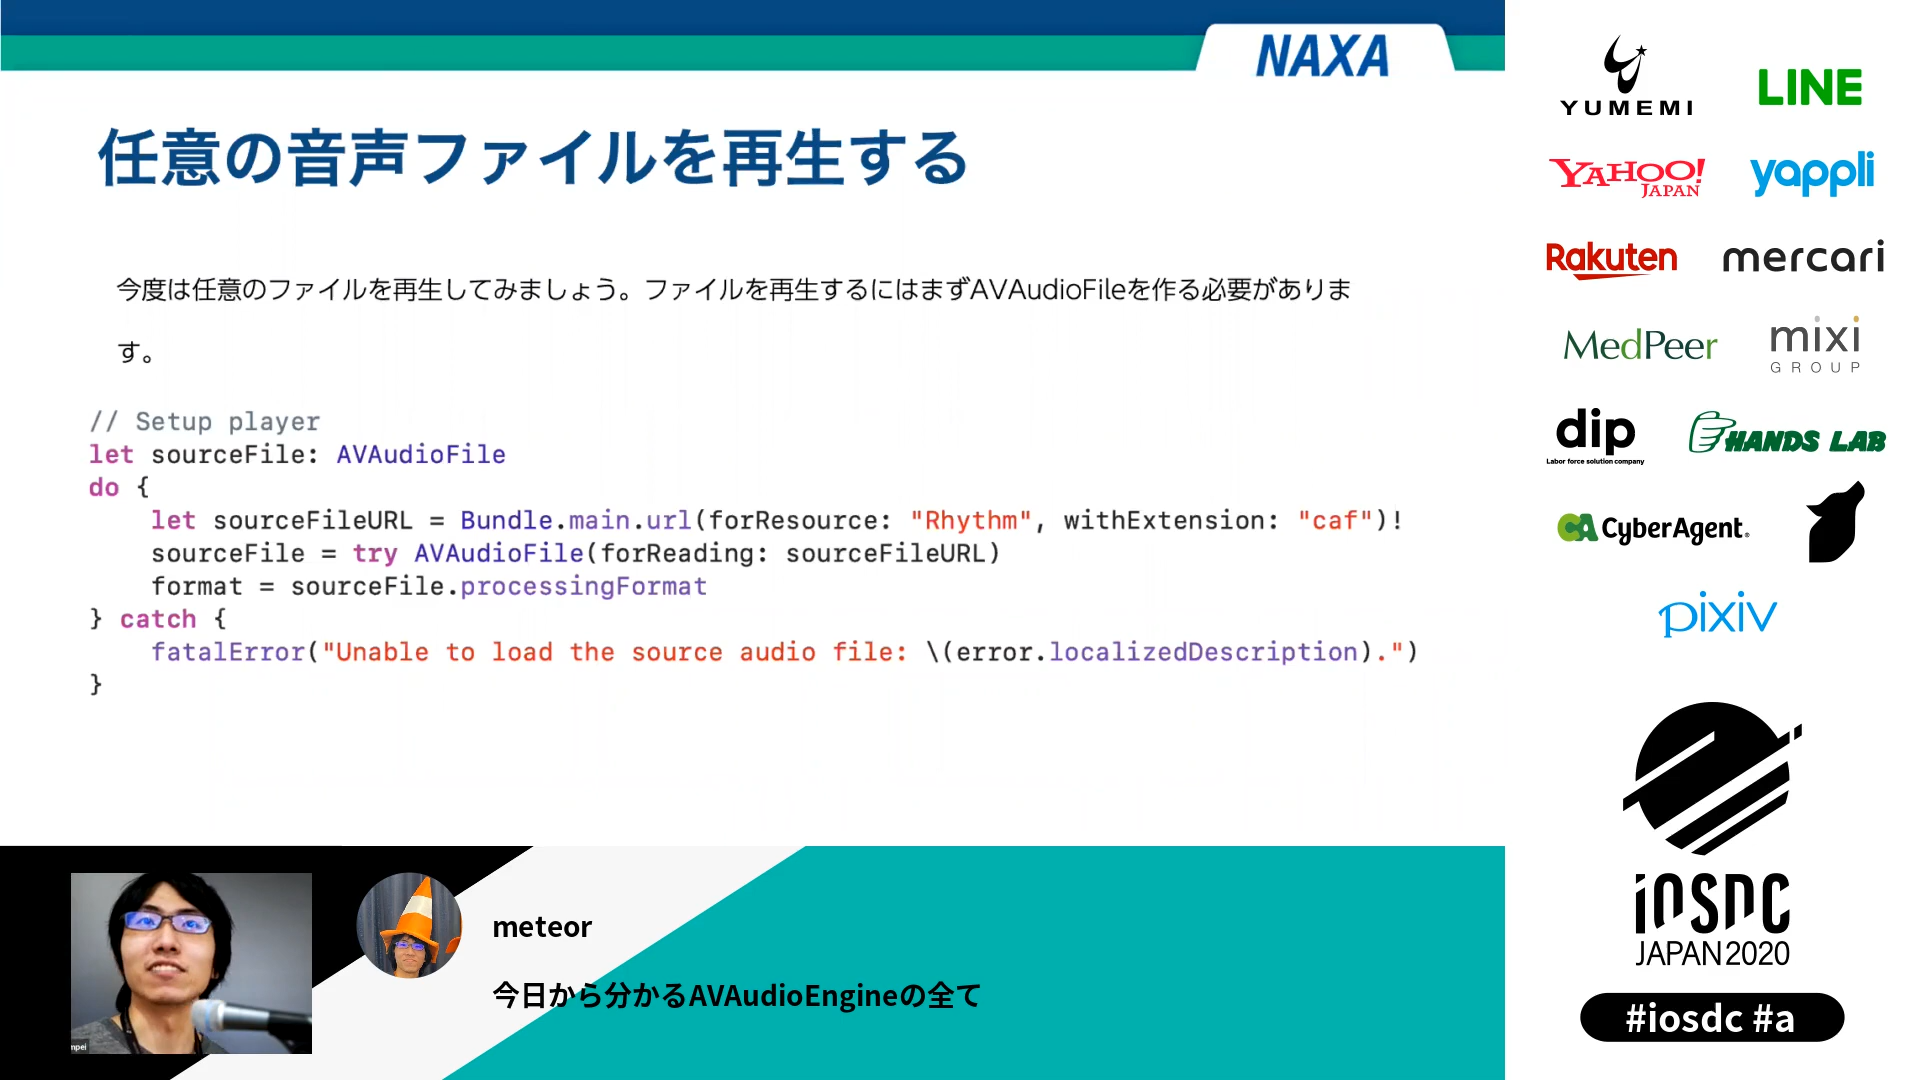 NAXA
任意の音声ファイルを再生する
今度は任意のファイルを再生してみましょう。ファイルを再生するにはまずAVAudioFileを作る必要がありま
す。
// Setup player
let sourceFile: AVAudioFile
do {
    let sourceFileURL = Bundle.main.url(forResource: "Rhythm", withExtension: "caf")!
    sourceFile = try AVAudioFile(forReading: sourceFileURL)
    format = sourceFile.processingFormat
} catch {
    fatalError("Unable to load the source audio file: \(error.localizedDescription).")
}
mpei
meteor
今日から分かるAVAudioEngineの全て
YUMEMI
LINE
YAHOO!
JAPAN
yappli
Rakuten
mercari
MedPeer
mixi
GROUP
dip
Labor force solution company
HANDS LAB
CA CyberAgent.
pixiv
iOSDC
JAPAN 2020
#iosdc #a